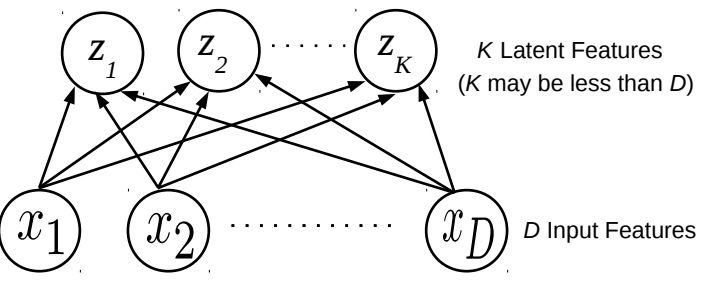 z1 z2 ...... zK
K Latent Features
(K may be less than D)
x1 x2 ............ xD
D Input Features